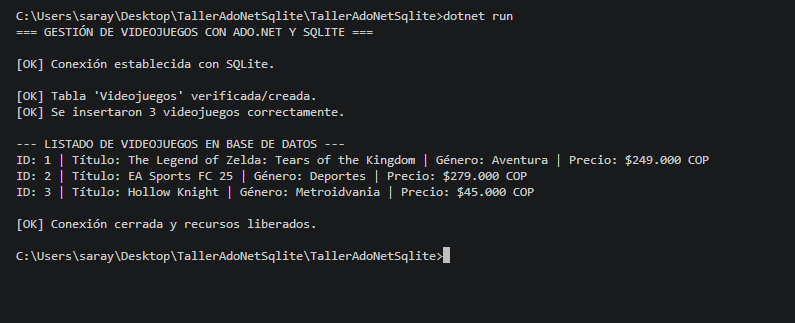 C:\Users\saray\Desktop\TallerAdoNetSqlite\TallerAdoNetSqlite>dotnet run
=== GESTIÓN DE VIDEOJUEGOS CON ADO.NET Y SQLITE ===
[OK] Conexión establecida con SQLite.
[OK] Tabla 'Videojuegos' verificada/creada.
[OK] Se insertaron 3 videojuegos correctamente.
--- LISTADO DE VIDEOJUEGOS EN BASE DE DATOS ---
ID: 1 | Título: The Legend of Zelda: Tears of the Kingdom | Género: Aventura | Precio: $249.000 COP
ID: 2 | Título: EA Sports FC 25 | Género: Deportes | Precio: $279.000 COP
ID: 3 | Título: Hollow Knight | Género: Metroidvania | Precio: $45.000 COP
[OK] Conexión cerrada y recursos liberados.
C:\Users\saray\Desktop\TallerAdoNetSqlite\TallerAdoNetSqlite>